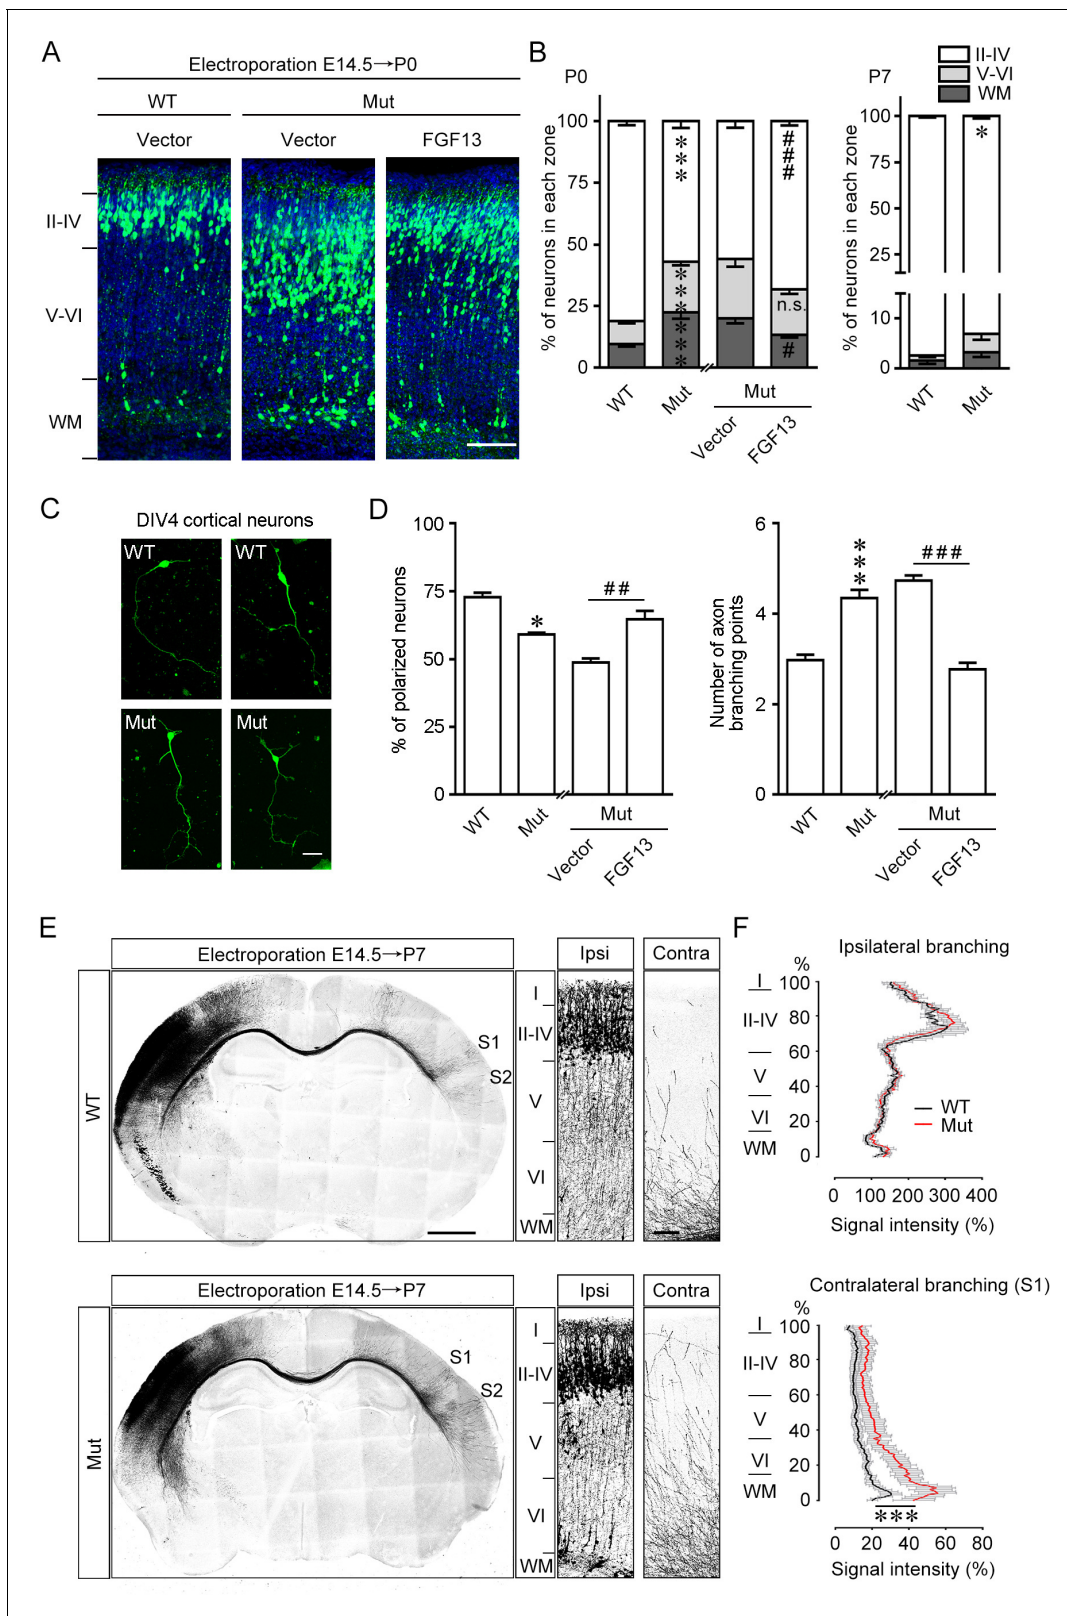 A
Electroporation E14.5→P0
WT
Mut
Vector
Vector
FGF13
II-IV
V-VI
WM
B
P0
P7
II-IV
V-VI
WM
% of neurons in each zone
100
75
50
25
0
***
***
***
###
n.s.
#
WT
Mut
Mut
Vector
FGF13
% of neurons in each zone
100
50
25
10
0
*
WT
Mut
C
DIV4 cortical neurons
WT
WT
Mut
Mut
D
% of polarized neurons
100
75
50
25
0
*
##
WT
Mut
Mut
Vector
FGF13
Number of axon
branching points
6
4
2
0
***
###
WT
Mut
Mut
Vector
FGF13
E
Electroporation E14.5→P7
Ipsi
Contra
WT
S1
S2
I
II-IV
V
VI
WM
Electroporation E14.5→P7
Ipsi
Contra
Mut
S1
S2
I
II-IV
V
VI
WM
F
Ipsilateral branching
%
I
II-IV
V
VI
WM
100
80
60
40
20
0
WT
Mut
0 100 200 300 400
Signal intensity (%)
Contralateral branching (S1)
%
I
II-IV
V
VI
WM
100
80
60
40
20
0
***
0 20 40 60 80
Signal intensity (%)